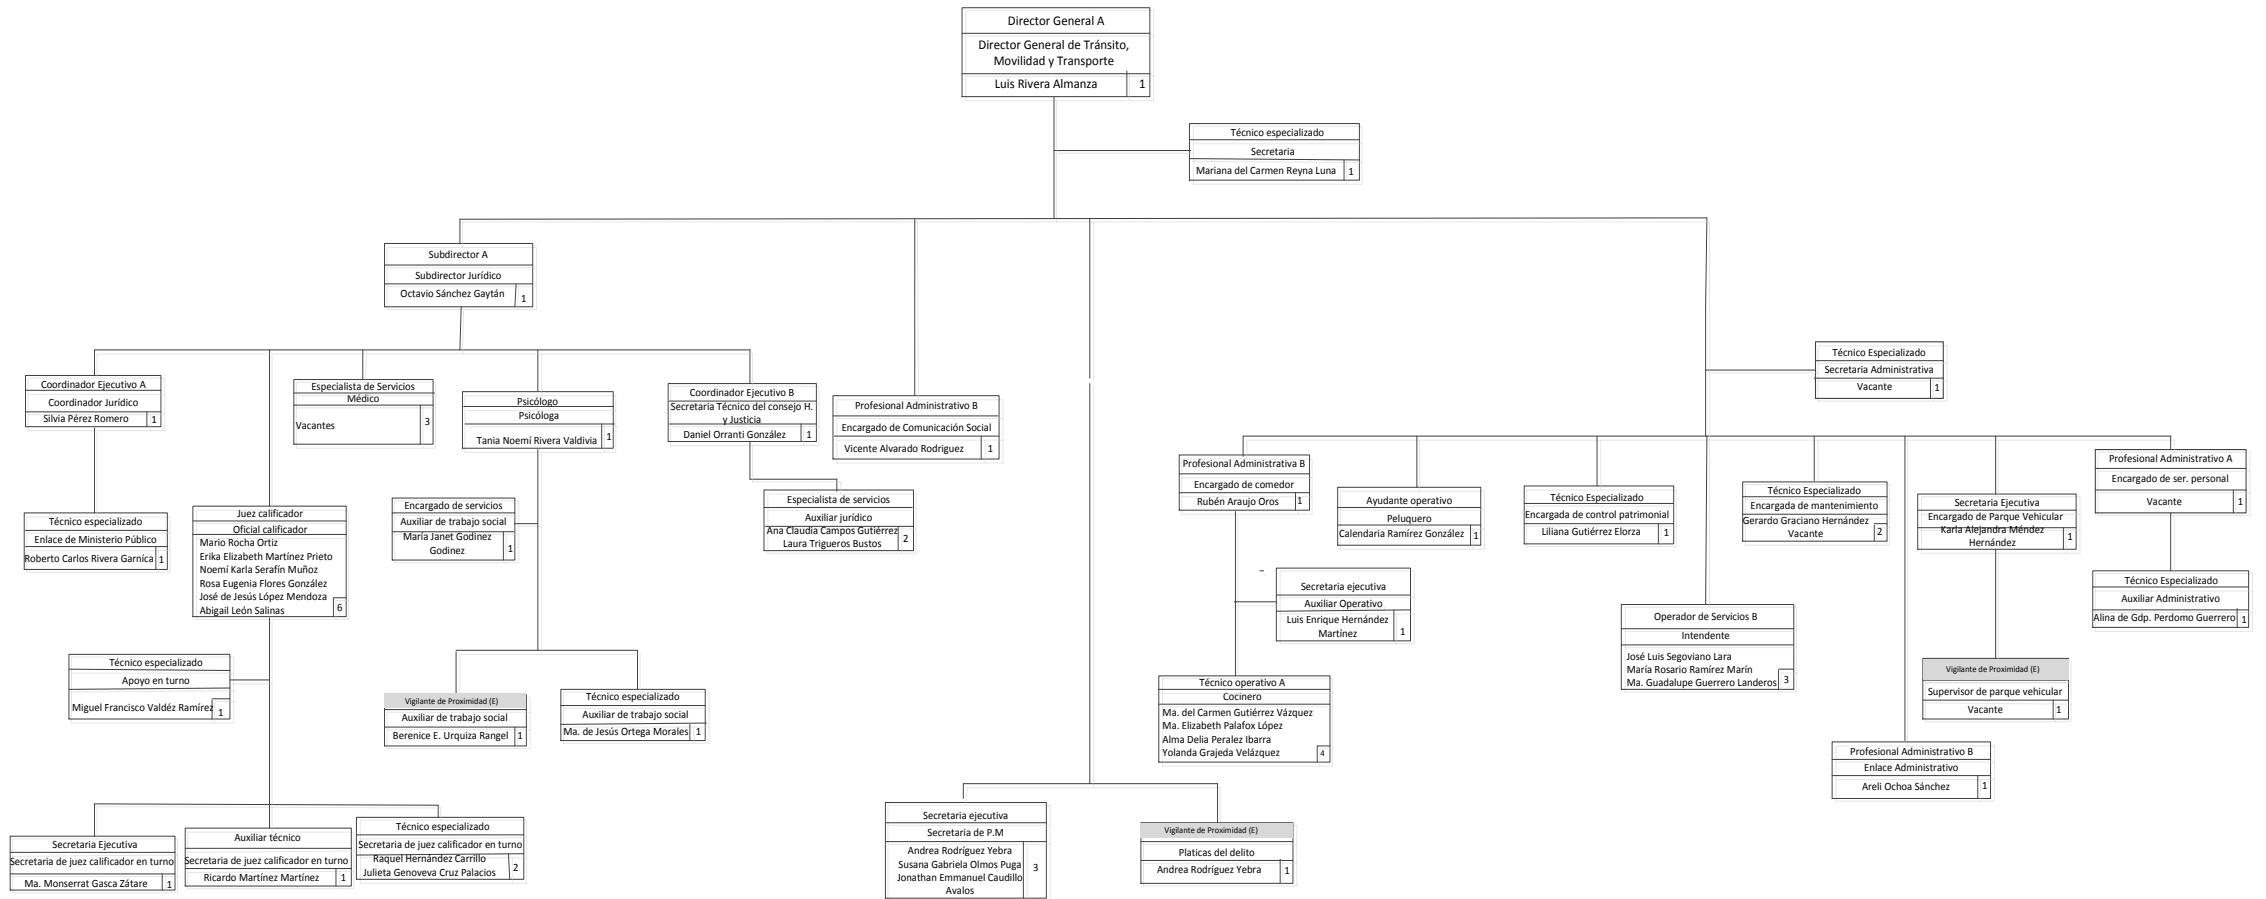 Director General A
Director General de Tránsito,
Movilidad y Transporte
Luis Rivera Almanza 1
Técnico especializado
Secretaria
Mariana del Carmen Reyna Luna 1
Subdirector A
Subdirector Jurídico
Octavio Sánchez Gaytán 1
Coordinador Ejecutivo A
Coordinador Jurídico
Silvia Pérez Romero 1
Especialista de Servicios
Médico
Vacantes 3
Psicólogo
Psicóloga
Tania Noemí Rivera Valdivia 1
Coordinador Ejecutivo B
Secretaria Técnico del consejo H.
y Justicia
Daniel Orranti González 1
Profesional Administrativo B
Encargado de Comunicación Social
Vicente Alvarado Rodriguez 1
Técnico Especializado
Secretaria Administrativa
Vacante 1
Técnico especializado
Enlace de Ministerio Público
Roberto Carlos Rivera Garníca 1
Juez calificador
Oficial calificador
Mario Rocha Ortiz
Erika Elizabeth Martínez Prieto
Noemí Karla Serafín Muñoz
Rosa Eugenia Flores González
José de Jesús López Mendoza
Abigail León Salinas 6
Encargado de servicios
Auxiliar de trabajo social
María Janet Godinez
Godinez 1
Especialista de servicios
Auxiliar jurídico
Ana Claudia Campos Gutiérrez
Laura Trigueros Bustos 2
Profesional Administrativa B
Encargado de comedor
Rubén Araujo Oros 1
Ayudante operativo
Peluquero
Calendaria Ramírez González 1
Técnico Especializado
Encargada de control patrimonial
Liliana Gutiérrez Elorza 1
Técnico Especializado
Encargada de mantenimiento
Gerardo Graciano Hernández
Vacante 2
Secretaria Ejecutiva
Encargado de Parque Vehicular
Karla Alejandra Méndez
Hernández 1
Profesional Administrativo A
Encargado de ser. personal
Vacante 1
–
Secretaria ejecutiva
Auxiliar Operativo
Luis Enrique Hernández
Martínez 1
Operador de Servicios B
Intendente
José Luis Segoviano Lara
María Rosario Ramírez Marín
Ma. Guadalupe Guerrero Landeros 3
Técnico Especializado
Auxiliar Administrativo
Alina de Gdp. Perdomo Guerrero 1
Técnico especializado
Apoyo en turno
Miguel Francisco Valdéz Ramírez 1
Vigilante de Proximidad (E)
Auxiliar de trabajo social
Berenice E. Urquiza Rangel 1
Técnico especializado
Auxiliar de trabajo social
Ma. de Jesús Ortega Morales 1
Técnico operativo A
Cocinero
Ma. del Carmen Gutiérrez Vázquez
Ma. Elizabeth Palafox López
Alma Delia Peralez Ibarra
Yolanda Grajeda Velázquez 4
Vigilante de Proximidad (E)
Supervisor de parque vehicular
Vacante 1
Profesional Administrativo B
Enlace Administrativo
Areli Ochoa Sánchez 1
Secretaria Ejecutiva
Secretaria de juez calificador en turno
Ma. Monserrat Gasca Zátare 1
Auxiliar técnico
Secretaria de juez calificador en turno
Ricardo Martínez Martínez 1
Técnico especializado
Secretaria de juez calificador en turno
Raquel Hernández Carrillo
Julieta Genoveva Cruz Palacios 2
Secretaria ejecutiva
Secretaria de P.M
Andrea Rodríguez Yebra
Susana Gabriela Olmos Puga
Jonathan Emmanuel Caudillo
Avalos 3
Vigilante de Proximidad (E)
Platicas del delito
Andrea Rodríguez Yebra 1